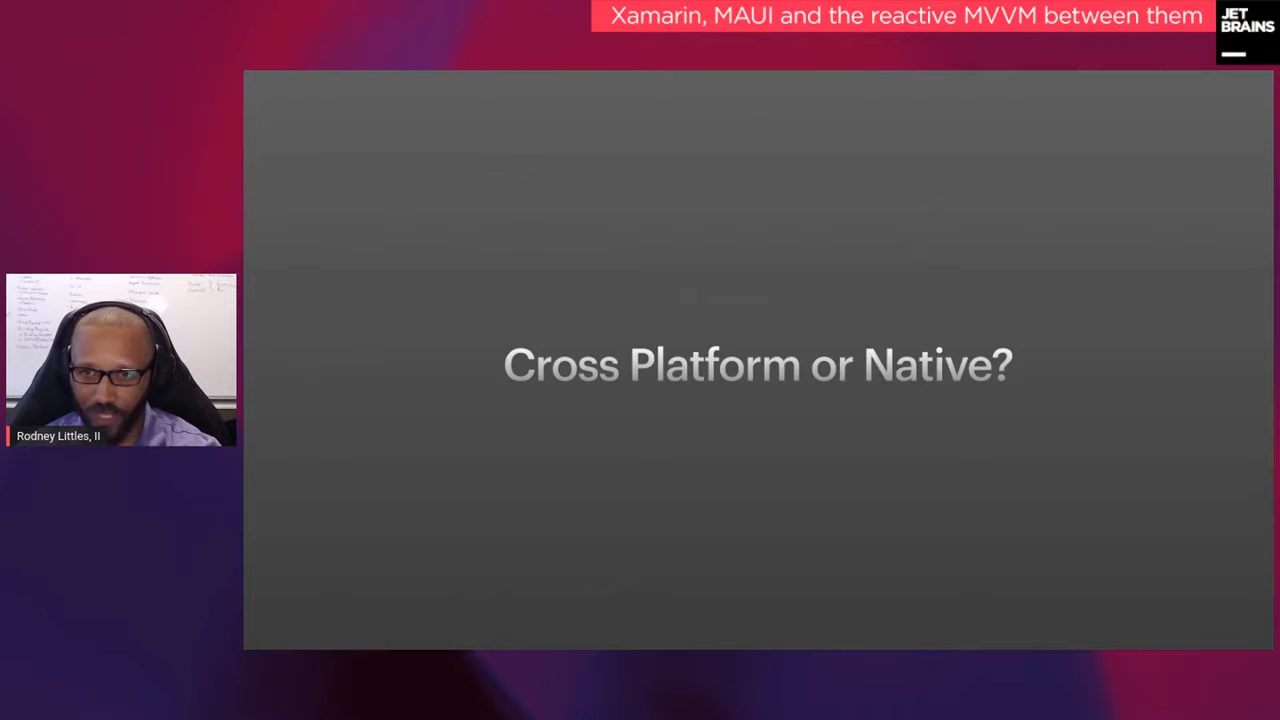 Xamarin, MAUI and the reactive MVVM between them
JET
BRAINS
Cross Platform or Native?
Rodney Littles, II